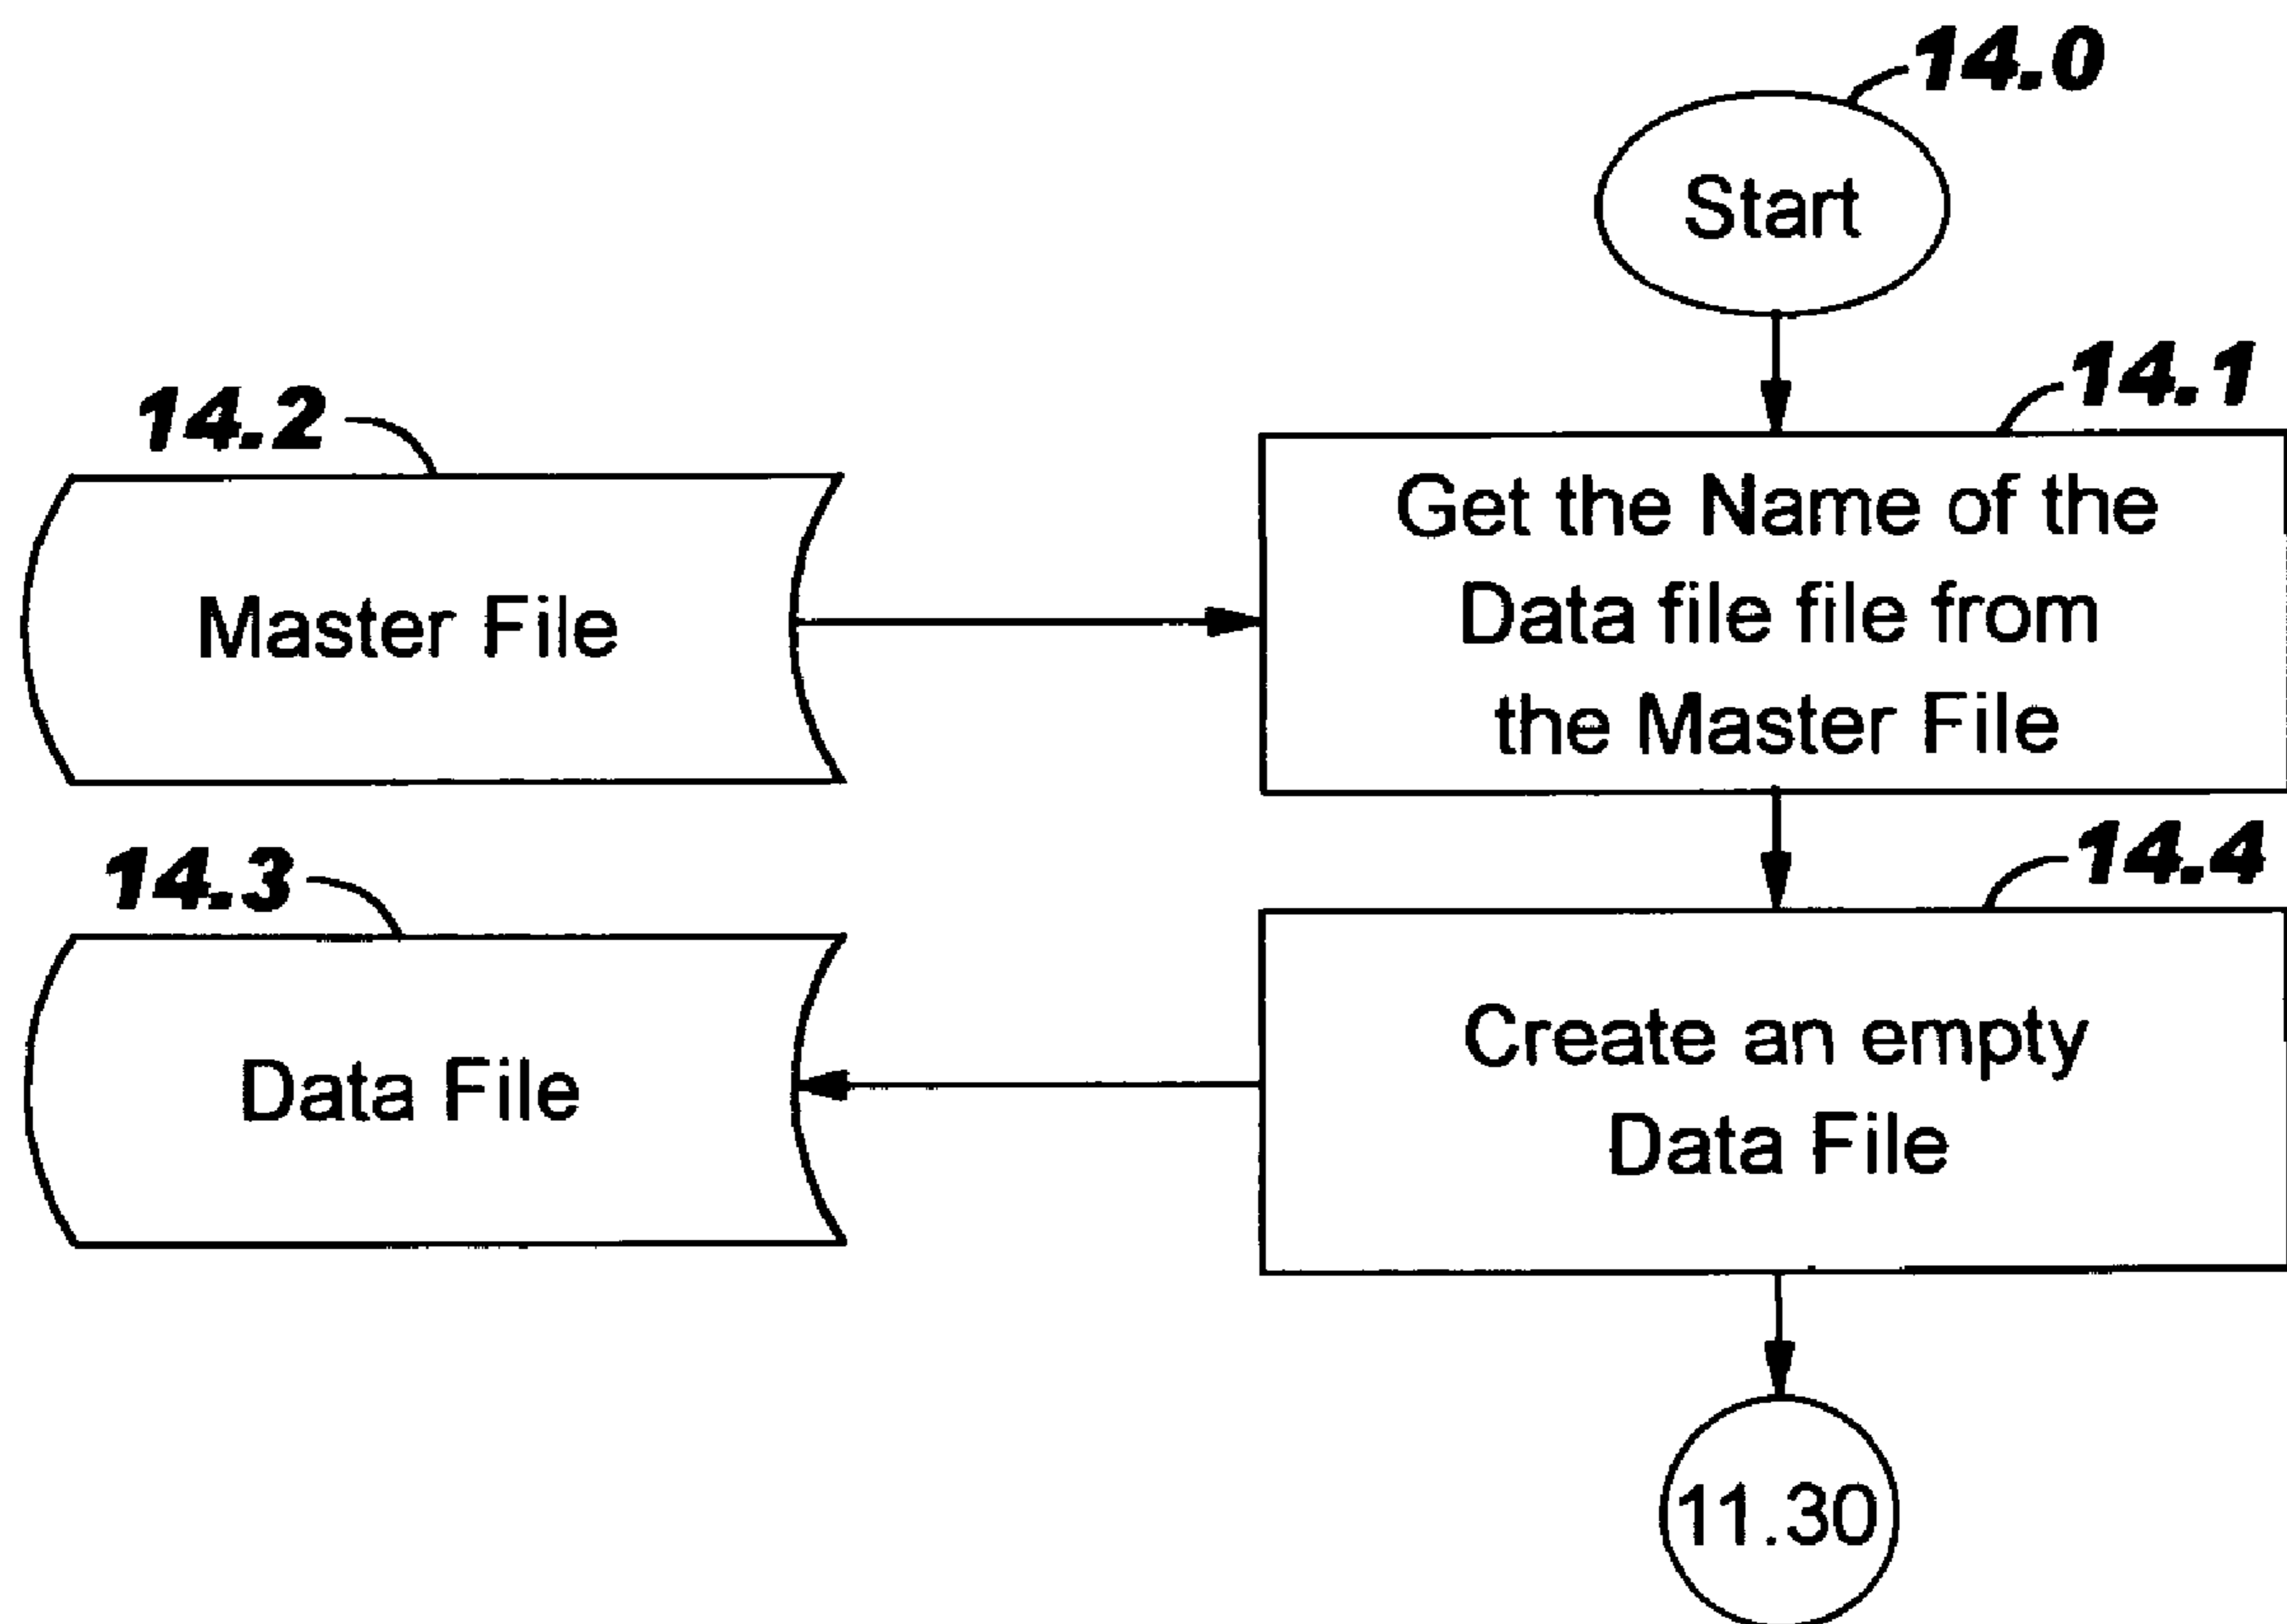 14.0
Start
14.1
14.2
Get the Name of the
Data file file from
the Master File
Master File
14.4
14.3
Create an empty
Data File
Data File
11.30